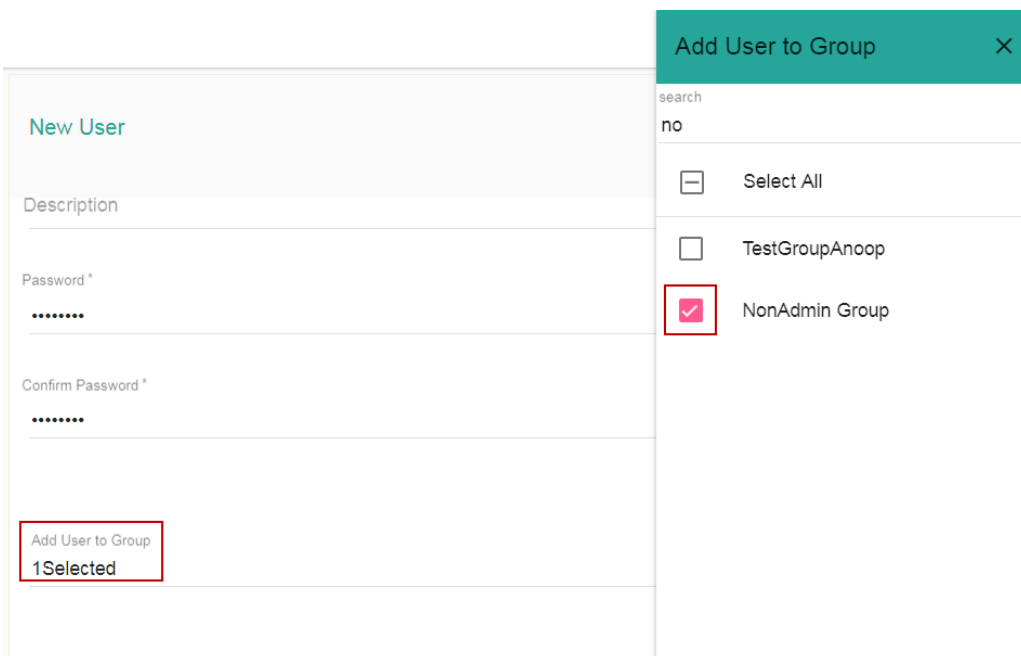 New User
Description
Password *
••••••••
Confirm Password *
••••••••
Add User to Group
1Selected
Add User to Group
search
no
Select All
TestGroupAnoop
NonAdmin Group